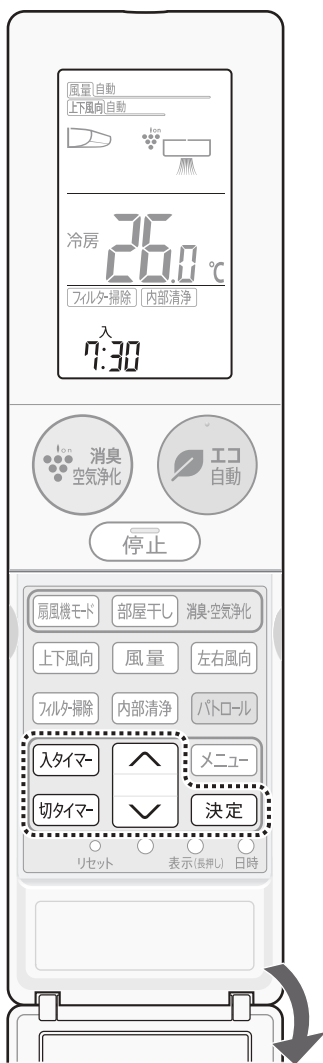 風量 自動
上下風向 自動
ion
冷房 26.0 ℃
フィルター掃除 内部清浄
入
7:30
ion 消臭 空気浄化
エコ 自動
停止
扇風機モード 部屋干し 消臭・空気浄化
上下風向 風量 左右風向
フィルター掃除 内部清浄 パトロール
入タイマー メニュー
切タイマー 決定
リセット 表示(長押し) 日時